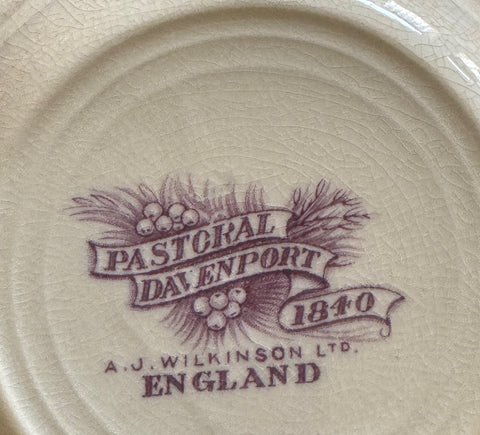 PASTORAL
DAVENPORT
1840
A.J. WILKINSON LTD.
ENGLAND